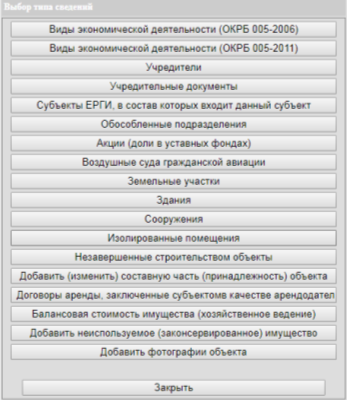 Выбор типа сведений
Виды экономической деятельности (ОКРБ 005-2006)
Виды экономической деятельности (ОКРБ 005-2011)
Учредители
Учредительные документы
Субъекты ЕРГИ, в состав которых входит данный субъект
Обособленные подразделения
Акции (доли в уставных фондах)
Воздушные суда гражданской авиации
Земельные участки
Здания
Сооружения
Изолированные помещения
Незавершенные строительством объекты
Добавить (изменить) составную часть (принадлежность) объекта
Договоры аренды, заключенные субъектомв качестве арендодател
Балансовая стоимость имущества (хозяйственное ведение)
Добавить неиспользуемое (законсервированное) имущество
Добавить фотографии объекта
Закрыть